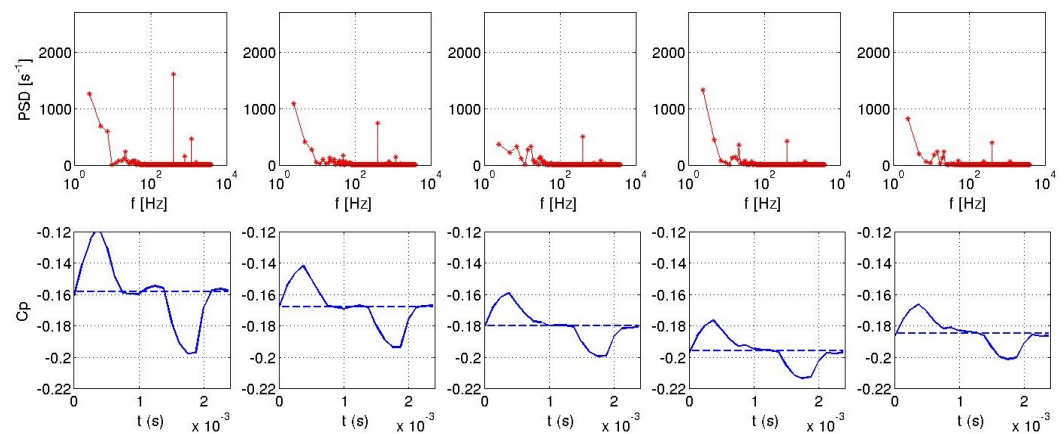 PSD [s⁻¹]
2000
1000
0
10⁰ 10² 10⁴
f [Hz]
2000
1000
0
10⁰ 10² 10⁴
f [Hz]
2000
1000
0
10⁰ 10² 10⁴
f [Hz]
2000
1000
0
10⁰ 10² 10⁴
f [Hz]
2000
1000
0
10⁰ 10² 10⁴
f [Hz]
Cp
-0.12
-0.14
-0.16
-0.18
-0.2
-0.22
0 1 2
t (s) x 10⁻³
-0.12
-0.14
-0.16
-0.18
-0.2
-0.22
0 1 2
t (s) x 10⁻³
-0.12
-0.14
-0.16
-0.18
-0.2
-0.22
0 1 2
t (s) x 10⁻³
-0.12
-0.14
-0.16
-0.18
-0.2
-0.22
0 1 2
t (s) x 10⁻³
-0.12
-0.14
-0.16
-0.18
-0.2
-0.22
0 1 2
t (s) x 10⁻³